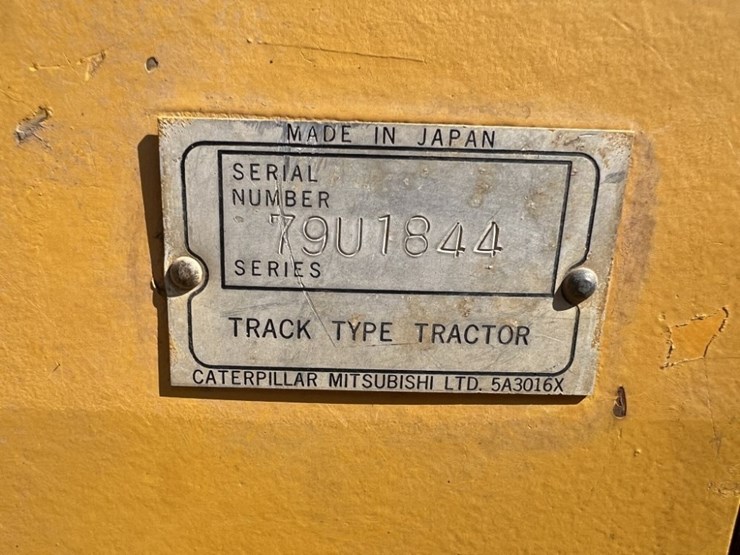 MADE IN JAPAN
SERIAL
NUMBER
79U1844
SERIES
TRACK TYPE TRACTOR
CATERPILLAR MITSUBISHI LTD. 5A3016X